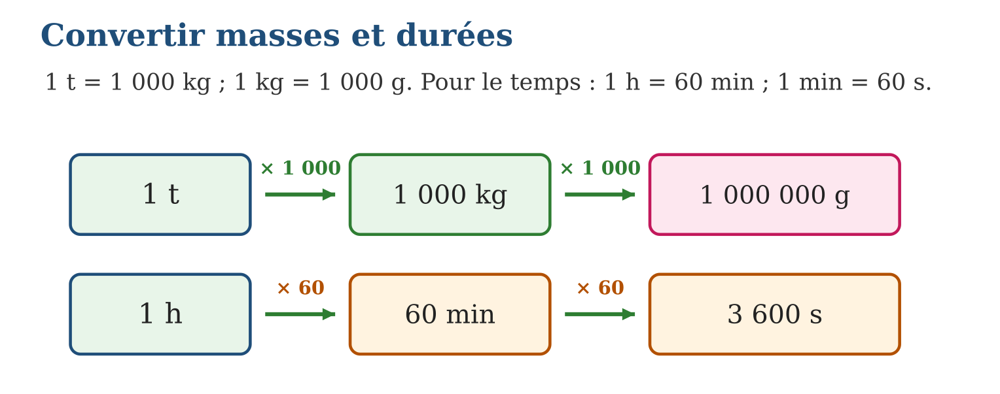 Convertir masses et durées
1 t = 1 000 kg ; 1 kg = 1 000 g. Pour le temps : 1 h = 60 min ; 1 min = 60 s.
1 t
× 1 000
1 000 kg
× 1 000
1 000 000 g
1 h
× 60
60 min
× 60
3 600 s